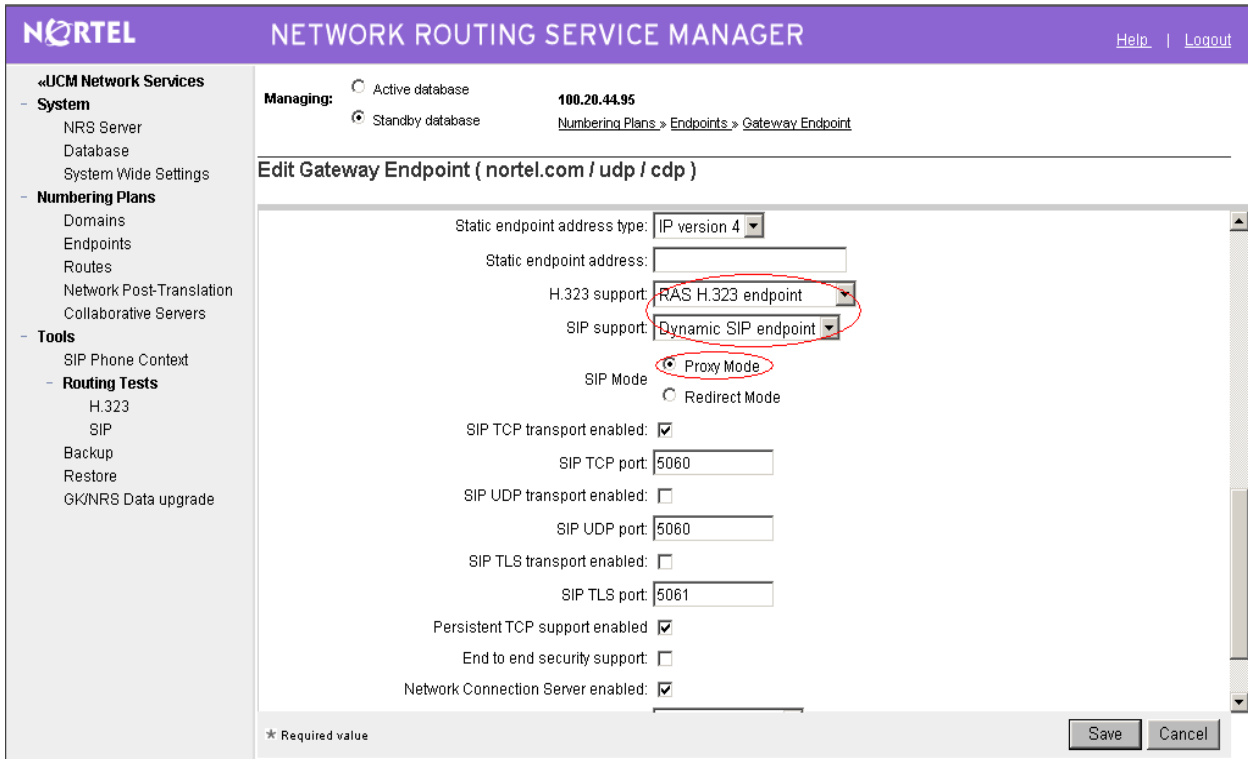 NORTEL
NETWORK ROUTING SERVICE MANAGER
Help | Logout
«UCM Network Services
- System
NRS Server
Database
System Wide Settings
- Numbering Plans
Domains
Endpoints
Routes
Network Post-Translation
Collaborative Servers
- Tools
SIP Phone Context
- Routing Tests
H.323
SIP
Backup
Restore
GK/NRS Data upgrade
Managing:
Active database
Standby database
100.20.44.95
Numbering Plans » Endpoints » Gateway Endpoint
Edit Gateway Endpoint ( nortel.com / udp / cdp )
Static endpoint address type: IP version 4
Static endpoint address:
H.323 support: RAS H.323 endpoint
SIP support: Dynamic SIP endpoint
SIP Mode
Proxy Mode
Redirect Mode
SIP TCP transport enabled:
SIP TCP port: 5060
SIP UDP transport enabled:
SIP UDP port: 5060
SIP TLS transport enabled:
SIP TLS port: 5061
Persistent TCP support enabled
End to end security support:
Network Connection Server enabled:
* Required value
Save
Cancel